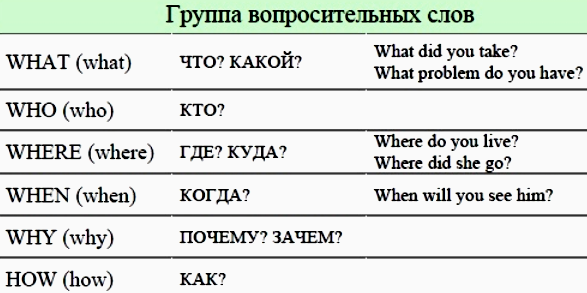 Группа вопросительных слов
WHAT (what) ЧТО? КАКОЙ? What did you take?
What problem do you have?
WHO (who) КТО?
WHERE (where) ГДЕ? КУДА? Where do you live?
Where did she go?
WHEN (when) КОГДА? When will you see him?
WHY (why) ПОЧЕМУ? ЗАЧЕМ?
HOW (how) КАК?